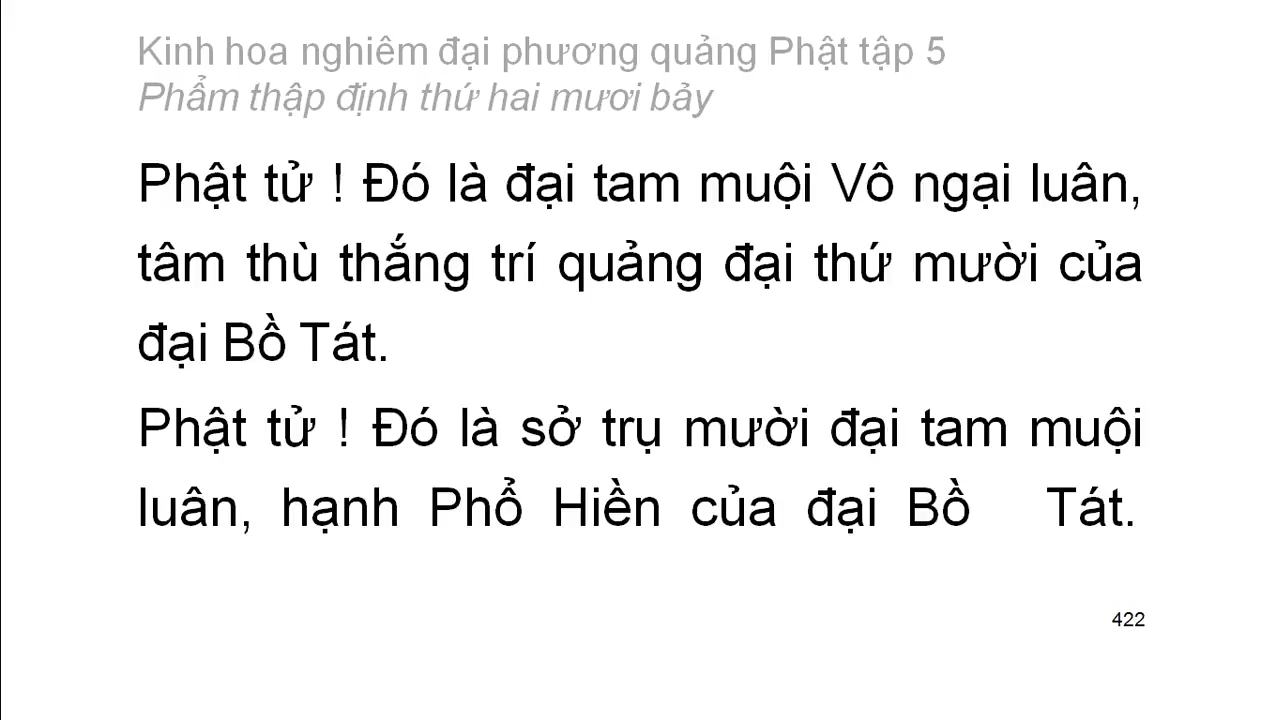 Kinh hoa nghiêm đại phương quảng Phật tập 5
Phẩm thập định thứ hai mươi bảy
Phật tử ! Đó là đại tam muội Vô ngại luân,
tâm thù thắng trí quảng đại thứ mười của
đại Bồ Tát.
Phật tử ! Đó là sở trụ mười đại tam muội
luân, hạnh Phổ Hiền của đại Bồ Tát.
422